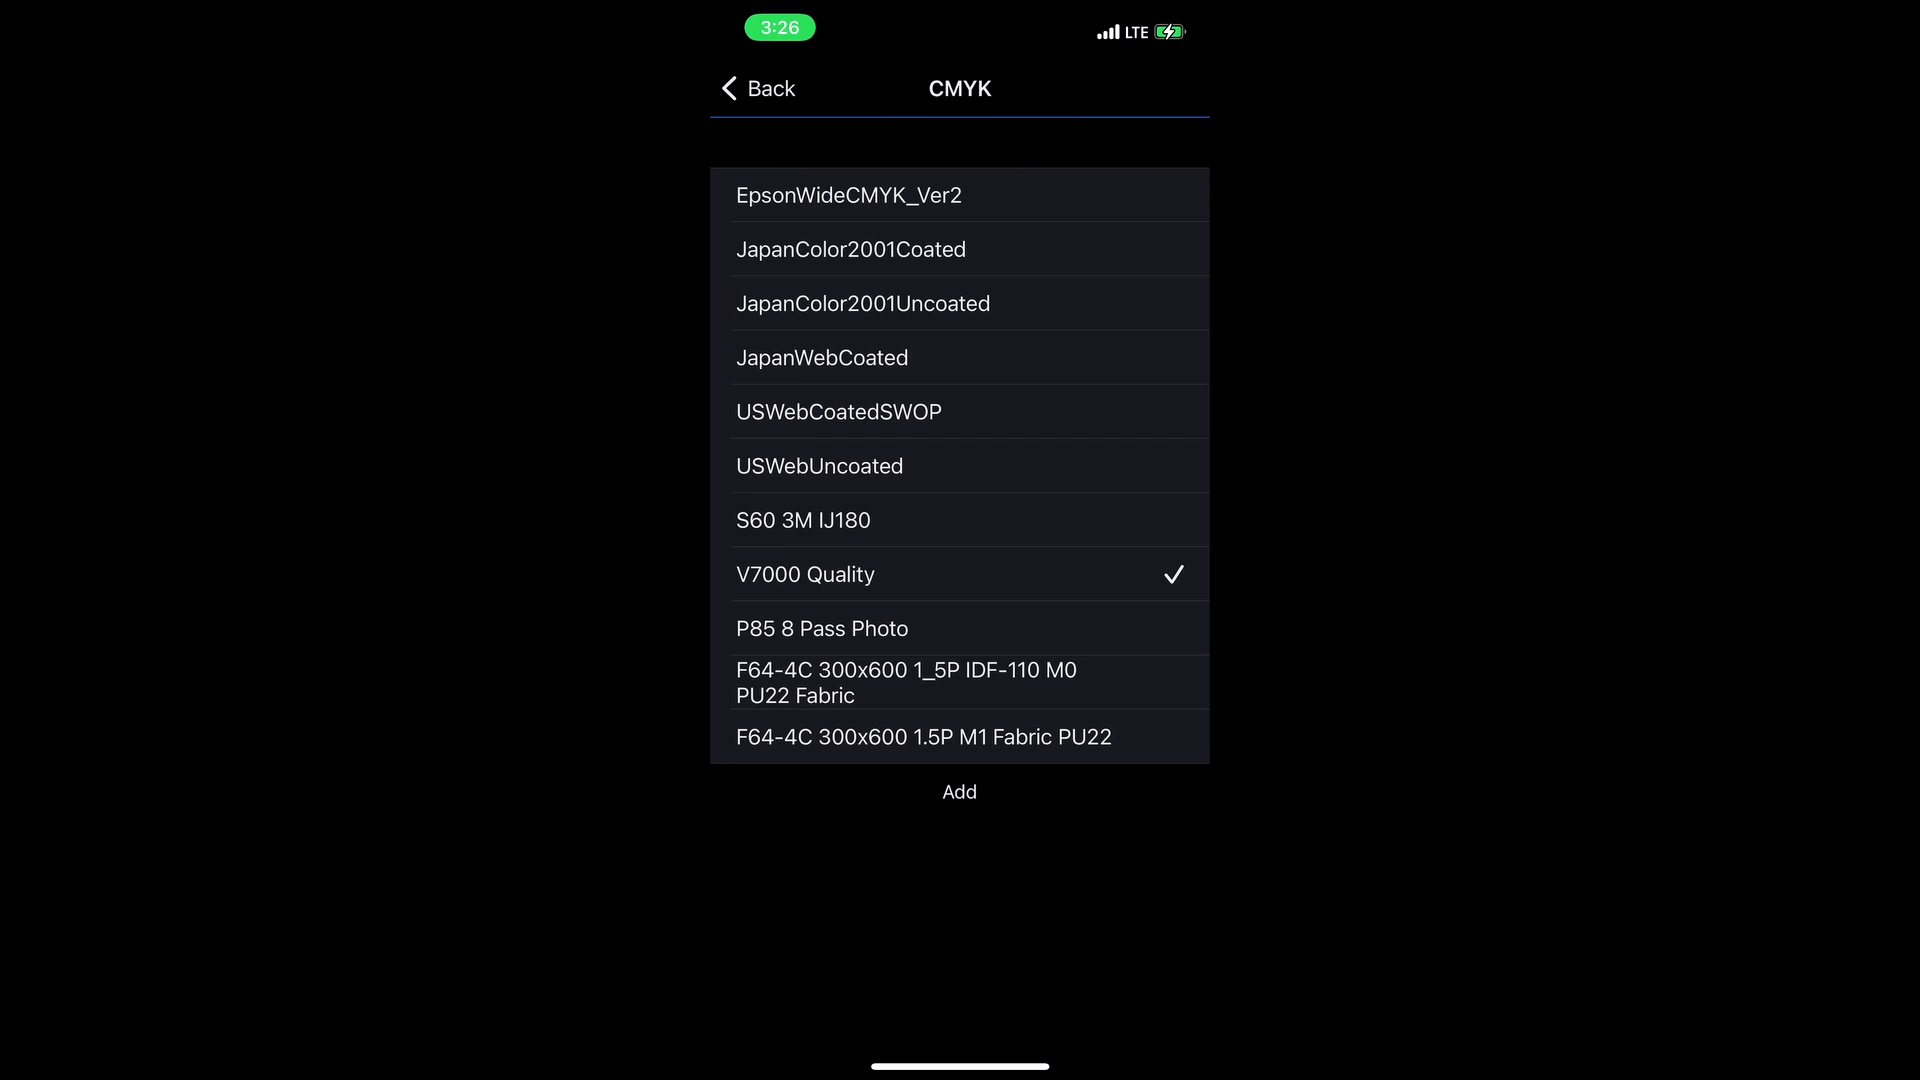 3:26
LTE
Back
CMYK
EpsonWideCMYK_Ver2
JapanColor2001Coated
JapanColor2001Uncoated
JapanWebCoated
USWebCoatedSWOP
USWebUncoated
S60 3M IJ180
V7000 Quality
P85 8 Pass Photo
F64-4C 300x600 1_5P IDF-110 M0
PU22 Fabric
F64-4C 300x600 1.5P M1 Fabric PU22
Add